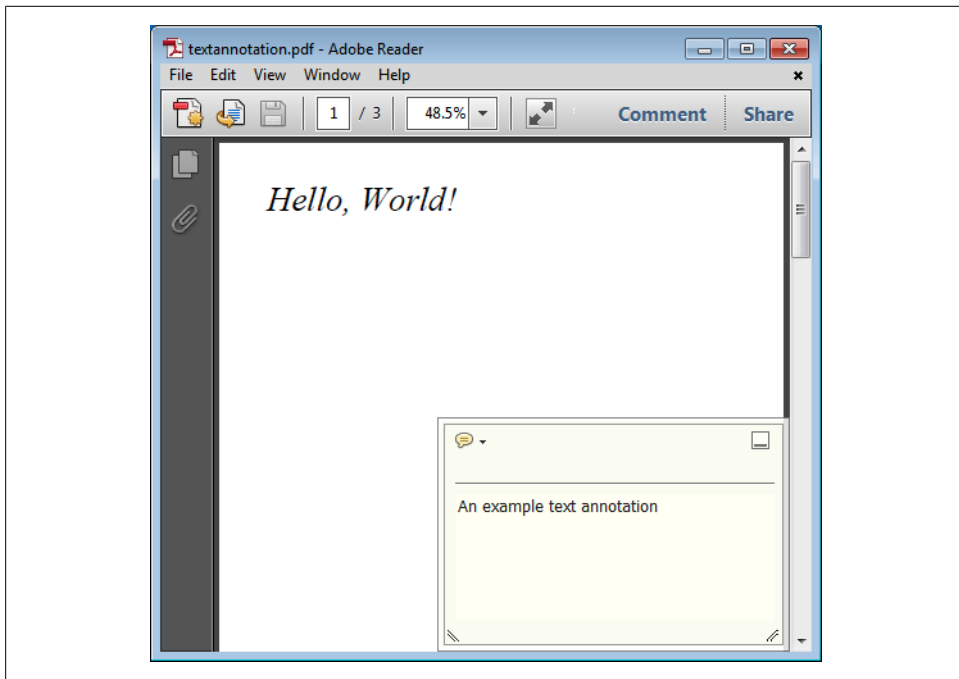 textannotation.pdf - Adobe Reader
File Edit View Window Help
1 / 3 48.5% Comment Share
Hello, World!
An example text annotation